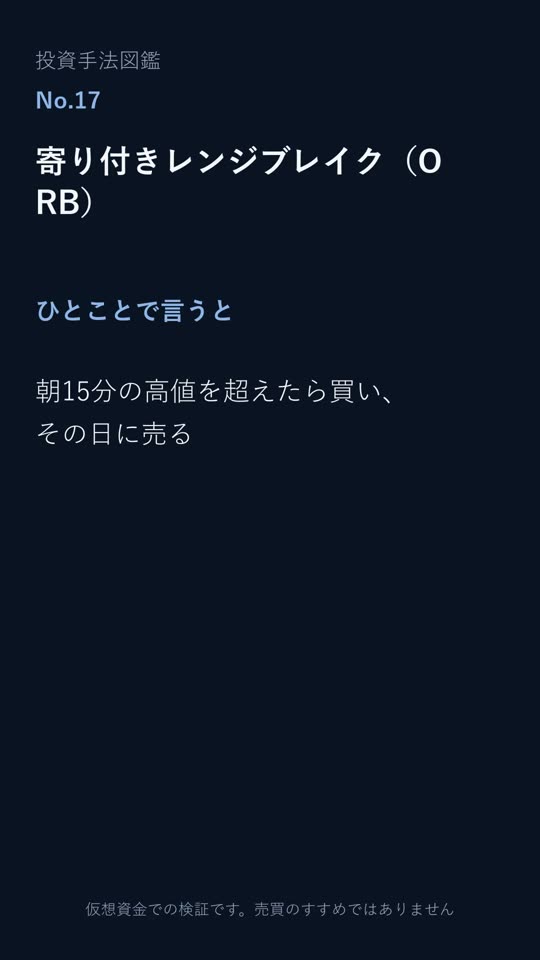 投資手法図鑑
No.17
寄り付きレンジブレイク（O
RB）
ひとことで言うと
朝15分の高値を超えたら買い、
その日に売る
仮想資金での検証です。売買のすすめではありません